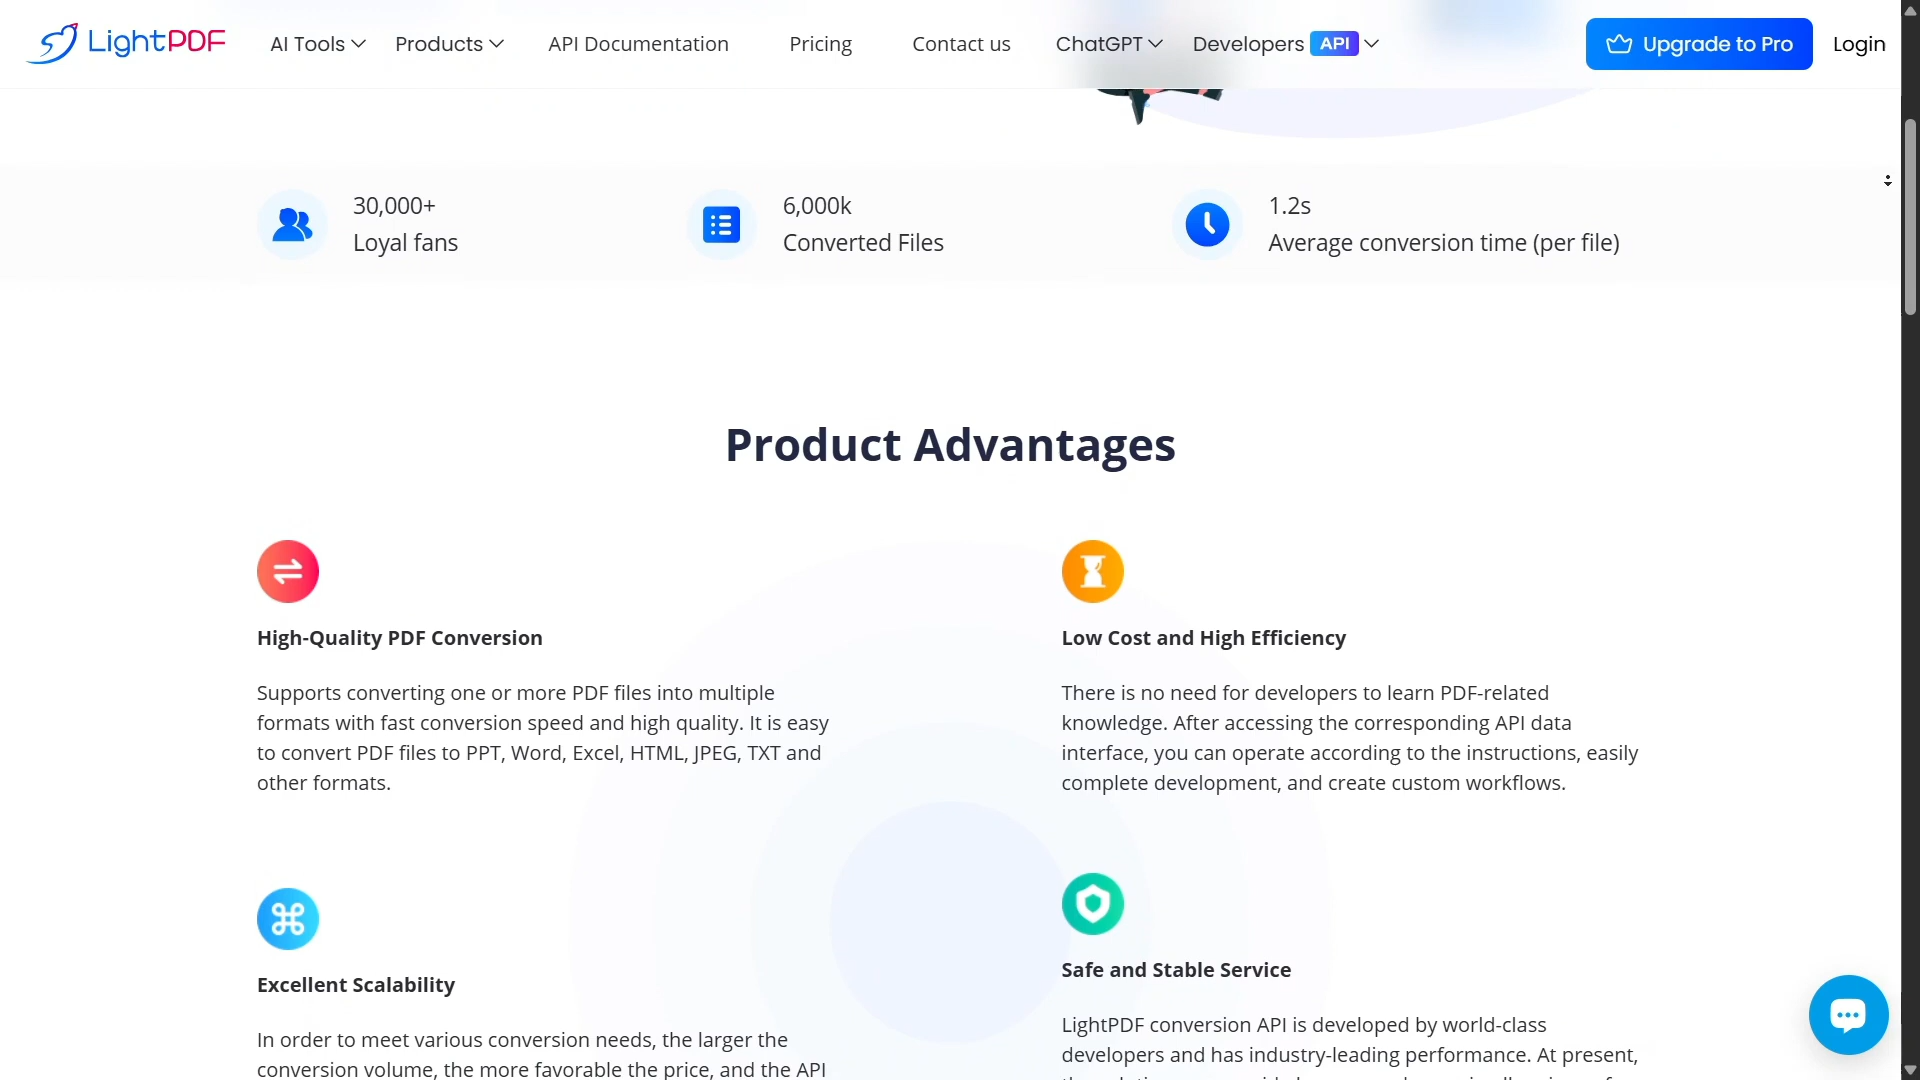 LightPDF
AI Tools
Products
API Documentation
Pricing
Contact us
ChatGPT
Developers API
Upgrade to Pro
Login
30,000+
Loyal fans
6,000k
Converted Files
1.2s
Average conversion time (per file)
Product Advantages
High-Quality PDF Conversion
Supports converting one or more PDF files into multiple
formats with fast conversion speed and high quality. It is easy
to convert PDF files to PPT, Word, Excel, HTML, JPEG, TXT and
other formats.
Low Cost and High Efficiency
There is no need for developers to learn PDF-related
knowledge. After accessing the corresponding API data
interface, you can operate according to the instructions, easily
complete development, and create custom workflows.
Excellent Scalability
In order to meet various conversion needs, the larger the
conversion volume, the more favorable the price, and the API
Safe and Stable Service
LightPDF conversion API is developed by world-class
developers and has industry-leading performance. At present,